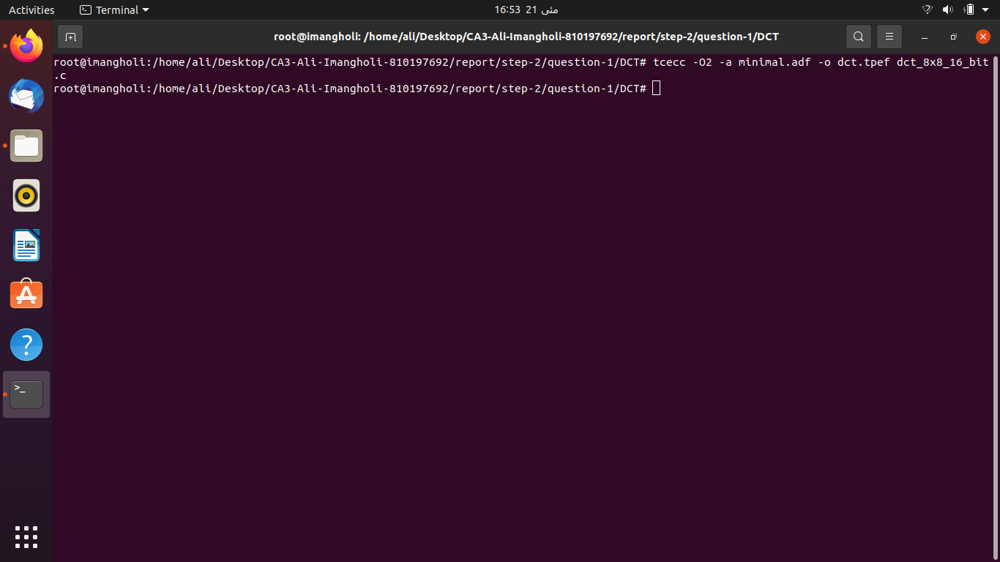 Activities
Terminal
16:53 21 مئی
root@imangholi: /home/ali/Desktop/CA3-Ali-Imangholi-810197692/report/step-2/question-1/DCT
root@imangholi:/home/ali/Desktop/CA3-Ali-Imangholi-810197692/report/step-2/question-1/DCT# tcecc -O2 -a minimal.adf -o dct.tpef dct_8x8_16_bit
.c
root@imangholi:/home/ali/Desktop/CA3-Ali-Imangholi-810197692/report/step-2/question-1/DCT#